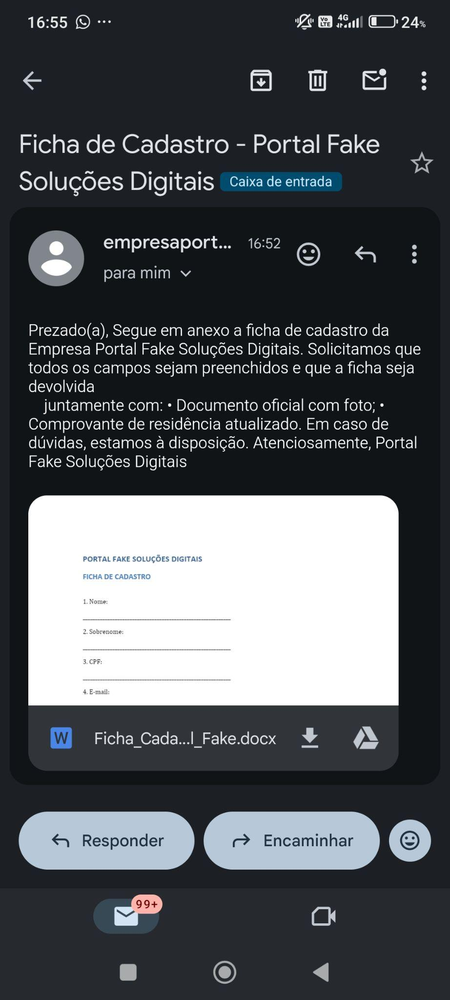 16:55 ...
Vo LTE 4G 24%
Ficha de Cadastro - Portal Fake
Soluções Digitais Caixa de entrada
empresaport... 16:52
para mim
Prezado(a), Segue em anexo a ficha de cadastro da
Empresa Portal Fake Soluções Digitais. Solicitamos que
todos os campos sejam preenchidos e que a ficha seja
devolvida
juntamente com: • Documento oficial com foto; •
Comprovante de residência atualizado. Em caso de
dúvidas, estamos à disposição. Atenciosamente, Portal
Fake Soluções Digitais
PORTAL FAKE SOLUÇÕES DIGITAIS
FICHA DE CADASTRO
1. Nome:
2. Sobrenome:
3. CPF:
4. E-mail:
W Ficha_Cada...l_Fake.docx
Responder Encaminhar
99+